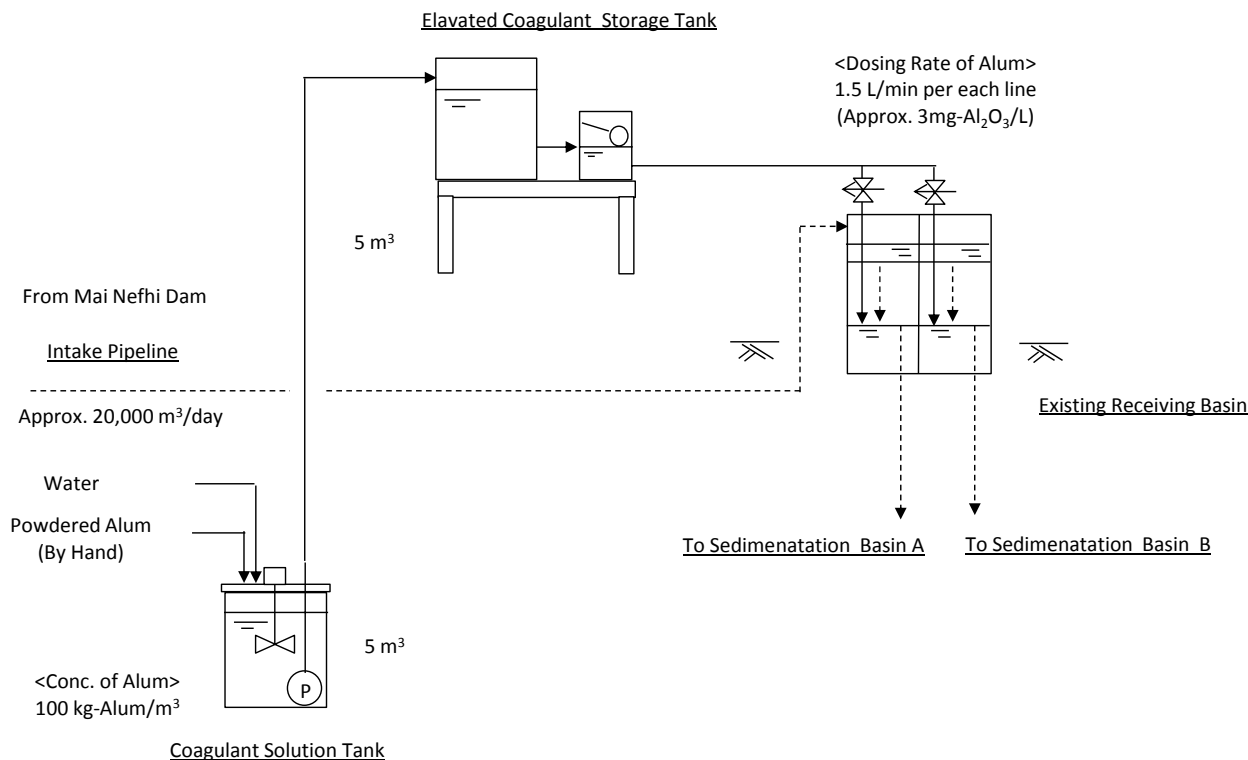 Elavated Coagulant  Storage Tank
<Dosing Rate of Alum>
1.5 L/min per each line
(Approx. 3mg-Al₂O₃/L)
5 m³
From Mai Nefhi Dam
Intake Pipeline
Approx. 20,000 m³/day
Existing Receiving Basin
Water
Powdered Alum
(By Hand)
To Sedimenatation  Basin A
To Sedimenatation  Basin  B
5 m³
P
<Conc. of Alum>
100 kg-Alum/m³
Coagulant Solution Tank